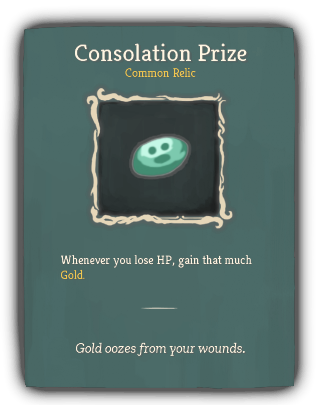 Consolation Prize
Common Relic
Whenever you lose HP, gain that much
Gold.
Gold oozes from your wounds.